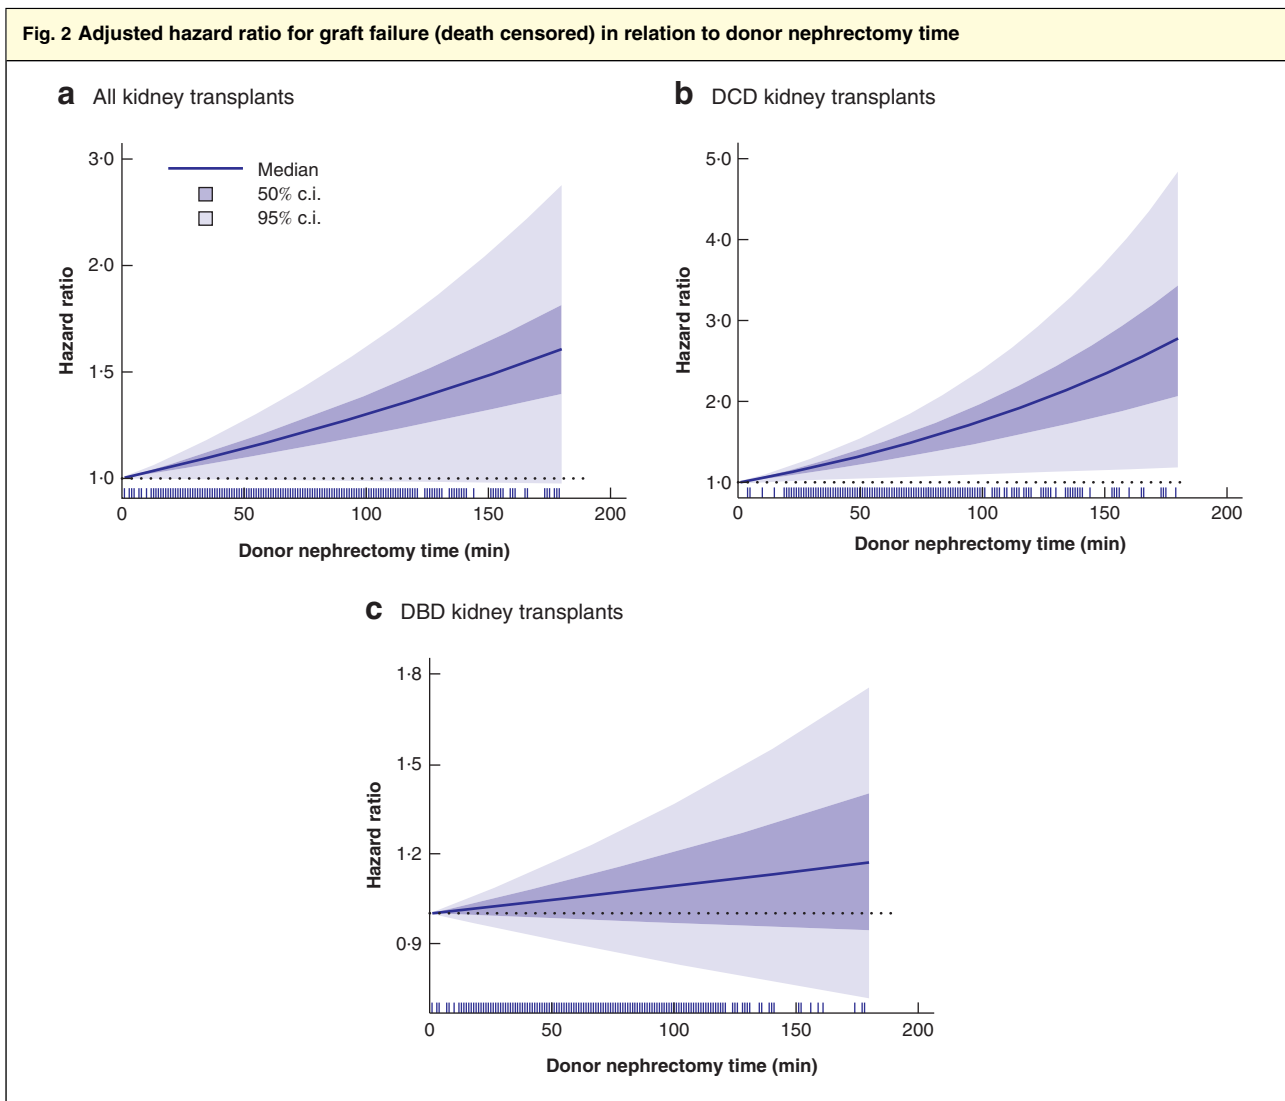 Fig. 2 Adjusted hazard ratio for graft failure (death censored) in relation to donor nephrectomy time
a All kidney transplants
3·0
2·0
1·5
1·0
Hazard ratio
Median
50% c.i.
95% c.i.
0 50 100 150 200
Donor nephrectomy time (min)
b DCD kidney transplants
5·0
4·0
3·0
2·0
1·0
Hazard ratio
0 50 100 150 200
Donor nephrectomy time (min)
c DBD kidney transplants
1·8
1·5
1·2
0·9
Hazard ratio
0 50 100 150 200
Donor nephrectomy time (min)